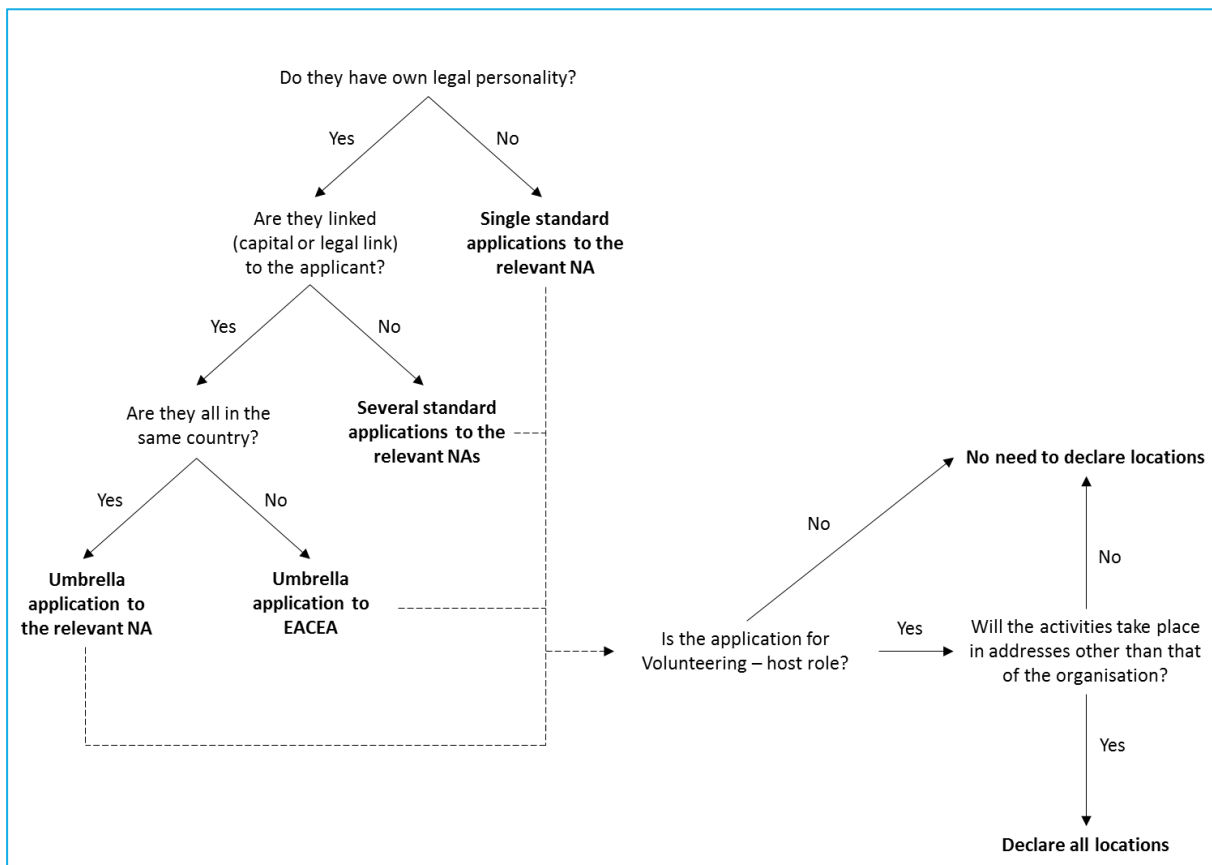 Do they have own legal personality?
Yes
No
Are they linked
(capital or legal link)
to the applicant?
Single standard
applications to the
relevant NA
Yes
No
Are they all in the
same country?
Several standard
applications to the
relevant NAs
Yes
No
Umbrella
application to
the relevant NA
Umbrella
application to
EACEA
Is the application for
Volunteering – host role?
No
Yes
No need to declare locations
No
Will the activities take place
in addresses other than that
of the organisation?
Yes
Declare all locations